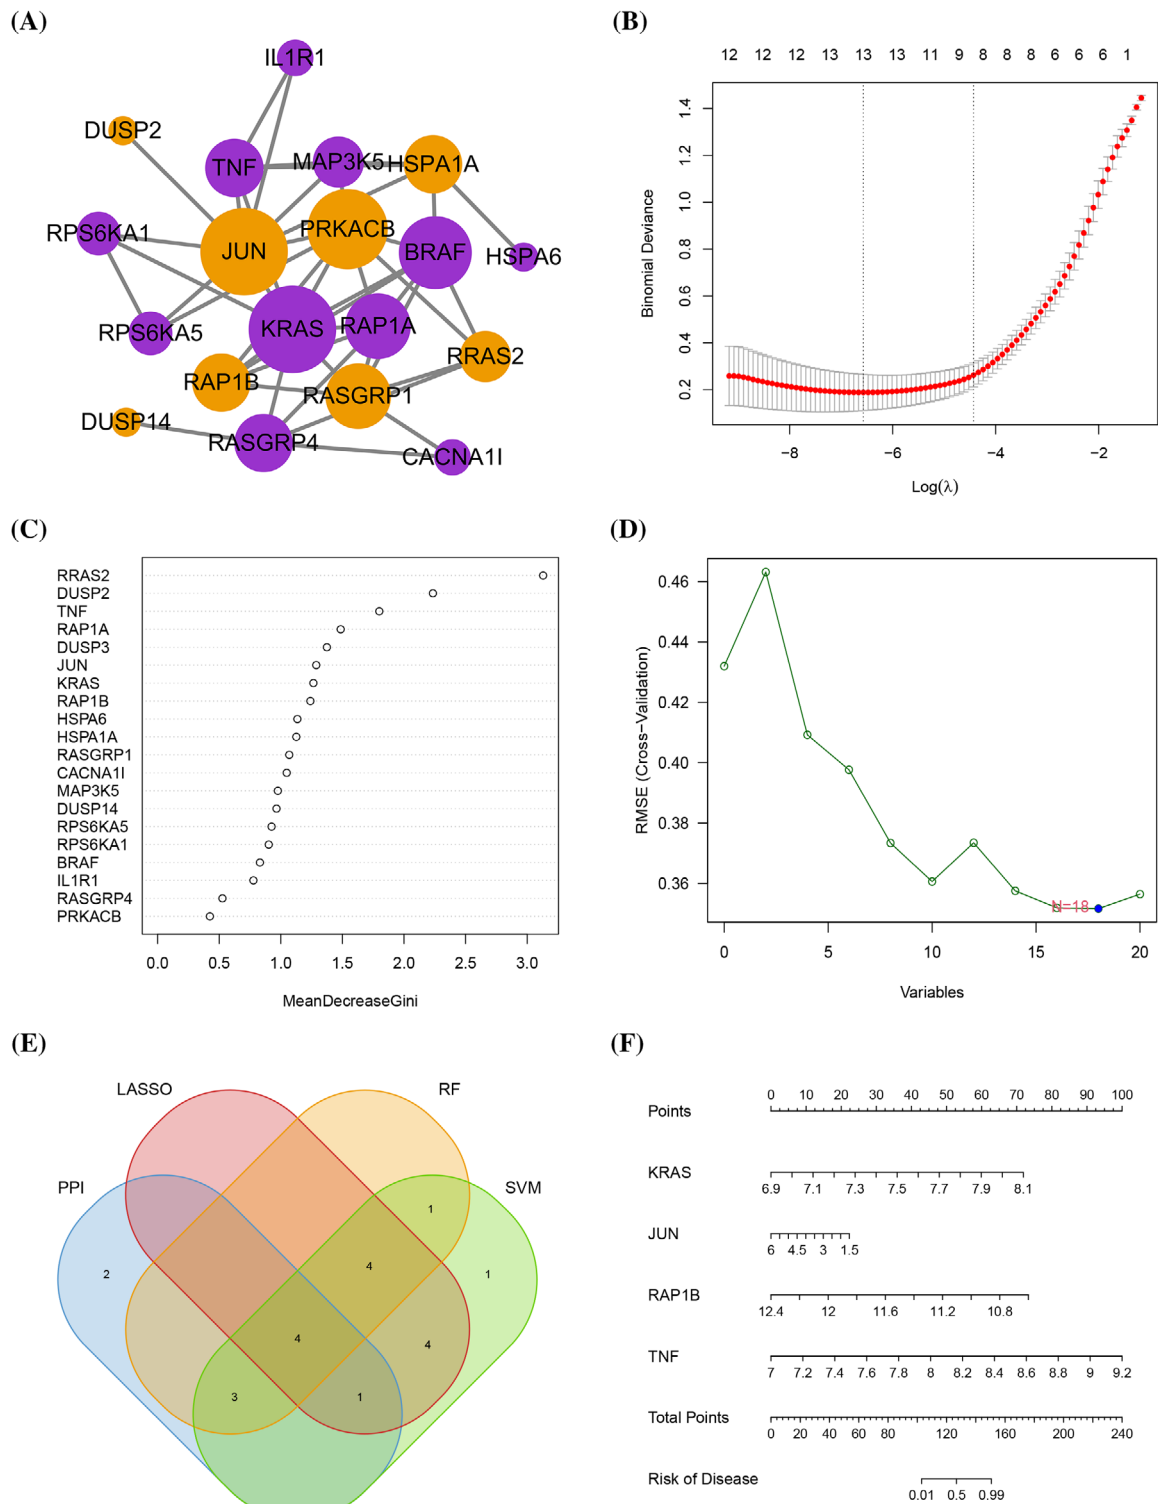 (A)
IL1R1
DUSP2
TNF
MAP3K5
HSPA1A
RPS6KA1
JUN
PRKACB
BRAF
HSPA6
RPS6KA5
KRAS
RAP1A
RRAS2
RAP1B
RASGRP1
DUSP14
RASGRP4
CACNA1I
(B)
12 12 12 13 13 13 11 9 8 8 8 6 6 6 1
Binomial Deviance
1.4
1.2
1.0
0.8
0.6
0.4
0.2
−8 −6 −4 −2
Log(λ)
(C)
RRAS2
DUSP2
TNF
RAP1A
DUSP3
JUN
KRAS
RAP1B
HSPA6
HSPA1A
RASGRP1
CACNA1I
MAP3K5
DUSP14
RPS6KA5
RPS6KA1
BRAF
IL1R1
RASGRP4
PRKACB
0.0 0.5 1.0 1.5 2.0 2.5 3.0
MeanDecreaseGini
(D)
RMSE (Cross−Validation)
0.46
0.44
0.42
0.40
0.38
0.36
N=18
0 5 10 15 20
Variables
(E)
LASSO RF
PPI SVM
1
2 4 1
4 4
3 1
(F)
Points
0 10 20 30 40 50 60 70 80 90 100
KRAS
6.9 7.1 7.3 7.5 7.7 7.9 8.1
JUN
6 4.5 3 1.5
RAP1B
12.4 12 11.6 11.2 10.8
TNF
7 7.2 7.4 7.6 7.8 8 8.2 8.4 8.6 8.8 9 9.2
Total Points
0 20 40 60 80 120 160 200 240
Risk of Disease
0.01 0.5 0.99